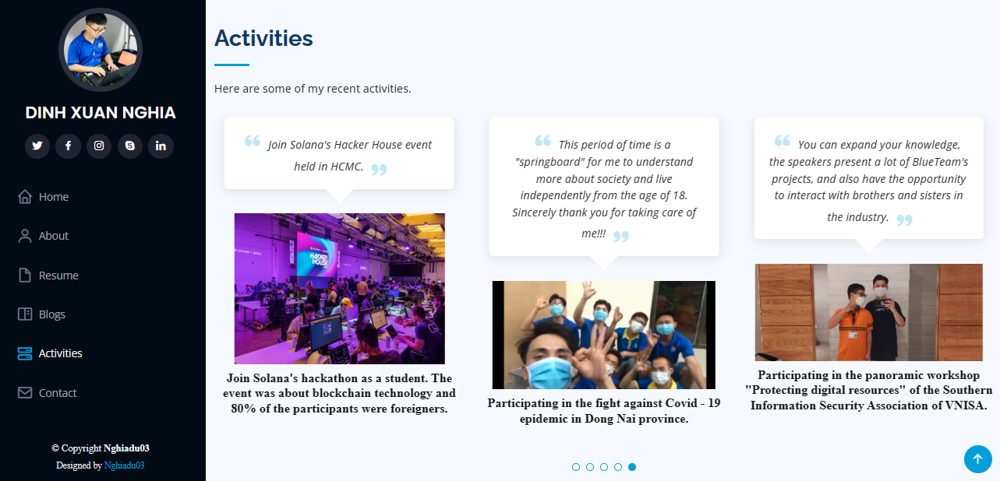 DINH XUAN NGHIA
Home
About
Resume
Blogs
Activities
Contact
© Copyright Nghiadu03
Designed by Nghiadu03
Activities
Here are some of my recent activities.
Join Solana's Hacker House event
held in HCMC.
HACKER
HOUSE
Join Solana's hackathon as a student. The
event was about blockchain technology and
80% of the participants were foreigners.
This period of time is a
"springboard" for me to understand
more about society and live
independently from the age of 18.
Sincerely thank you for taking care of
me!!!
Participating in the fight against Covid - 19
epidemic in Dong Nai province.
You can expand your knowledge,
the speakers present a lot of BlueTeam's
projects, and also have the opportunity
to interact with brothers and sisters in
the industry.
Participating in the panoramic workshop
"Protecting digital resources" of the Southern
Information Security Association of VNISA.